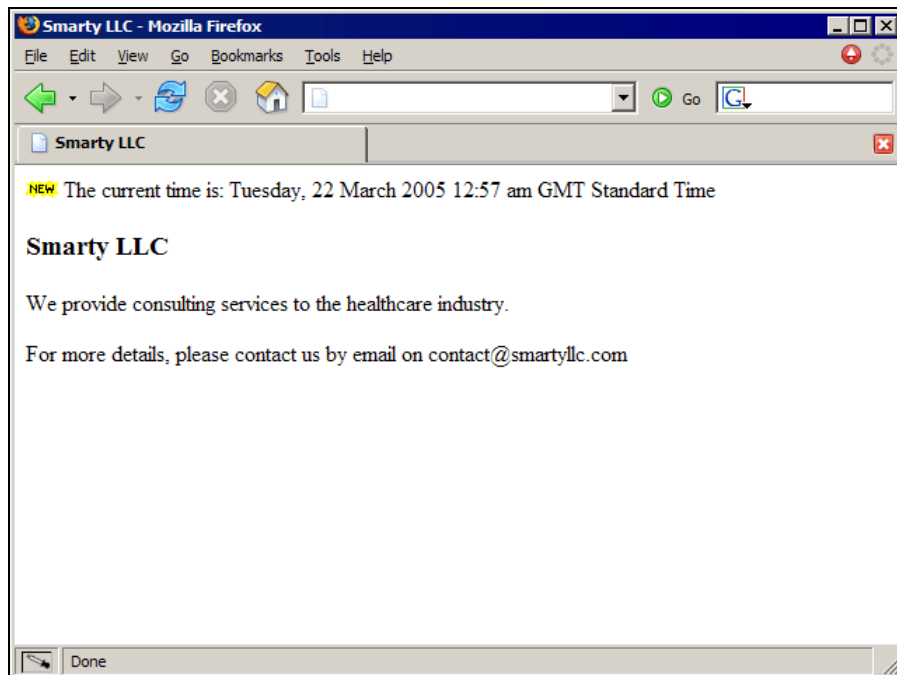 Smarty LLC - Mozilla Firefox
File Edit View Go Bookmarks Tools Help
Go G
Smarty LLC
NEW The current time is: Tuesday, 22 March 2005 12:57 am GMT Standard Time
Smarty LLC
We provide consulting services to the healthcare industry.
For more details, please contact us by email on contact@smartyllc.com
Done